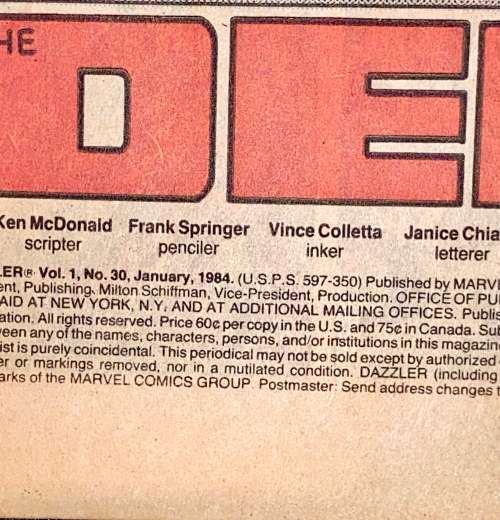 HE
DE
Ken McDonald Frank Springer Vince Colletta Janice Chia
scripter penciler inker letterer
LER® Vol. 1, No. 30, January, 1984. (U.S.P.S. 597-350) Published by MARV
ent, Publishing, Milton Schiffman, Vice-President, Production. OFFICE OF PU
AID AT NEW YORK, N.Y. AND AT ADDITIONAL MAILING OFFICES. Publis
ation. All rights reserved. Price 60¢ per copy in the U.S. and 75¢ in Canada. Sub
ween any of the names, characters, persons, and/or institutions in this magazine
ist is purely coincidental. This periodical may not be sold except by authorized
er or markings removed, nor in a mutilated condition. DAZZLER (including
arks of the MARVEL COMICS GROUP. Postmaster: Send address changes t